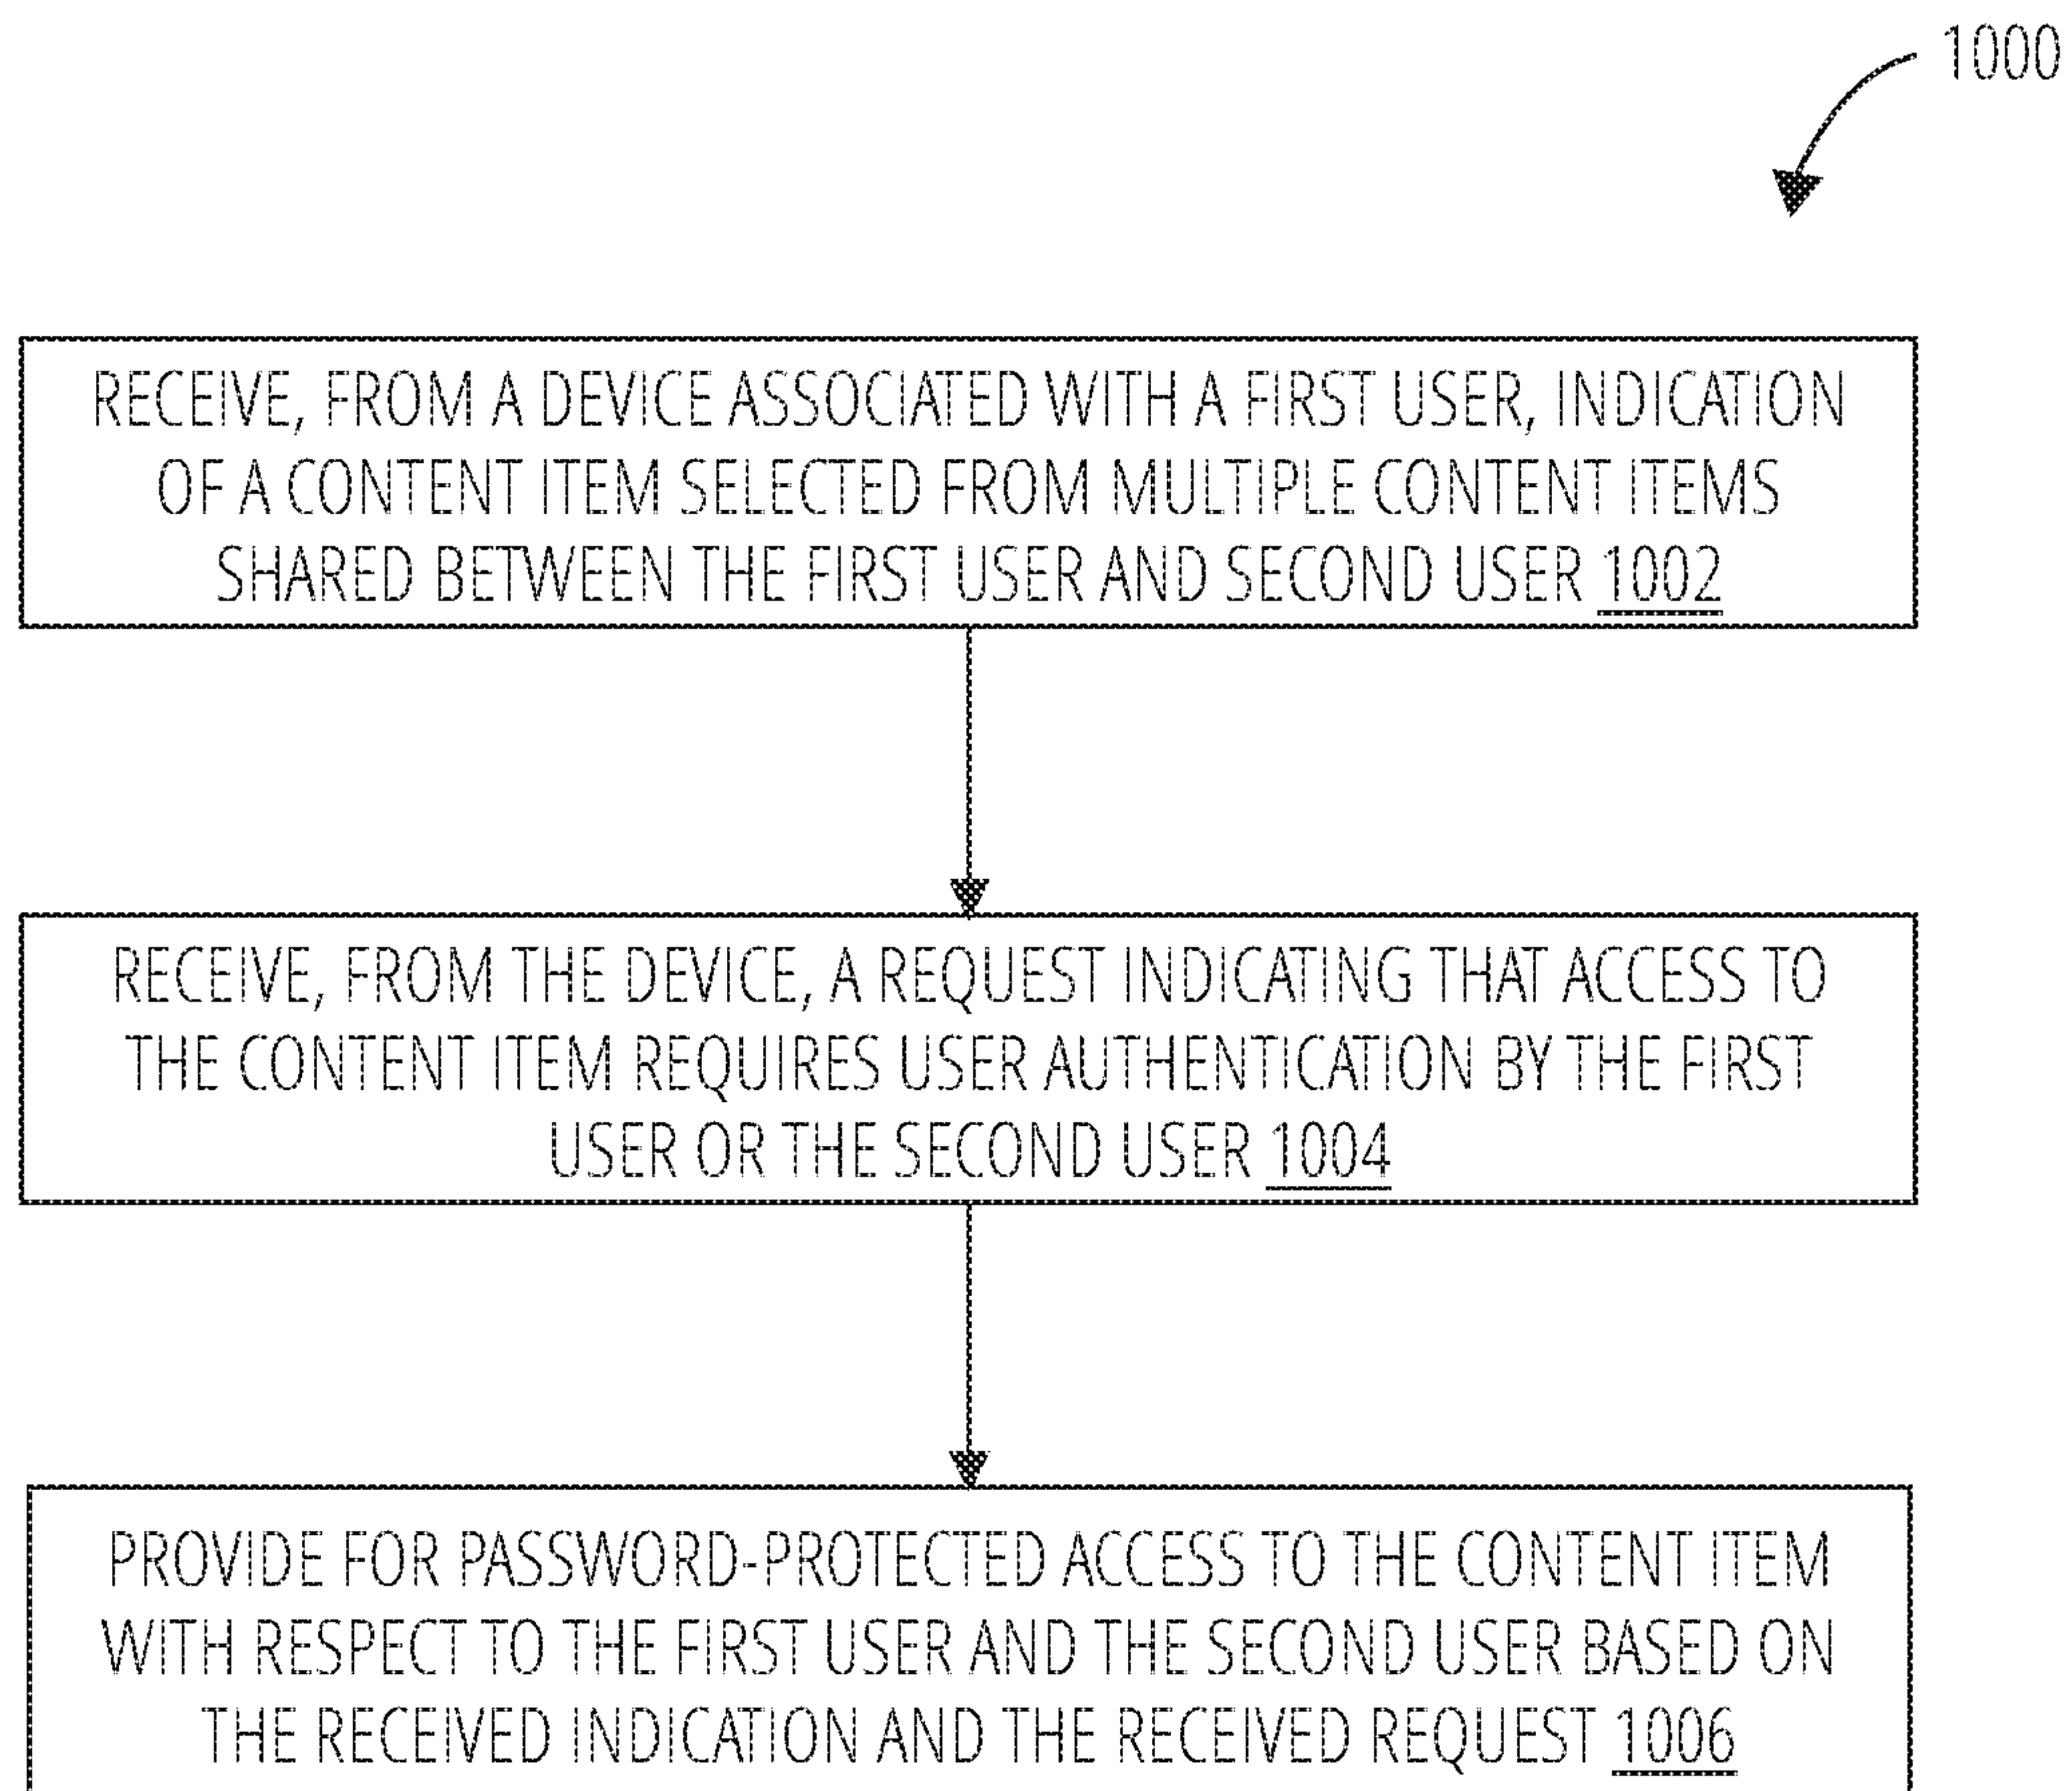 1000
RECEIVE, FROM A DEVICE ASSOCIATED WITH A FIRST USER, INDICATION
OF A CONTENT ITEM SELECTED FROM MULTIPLE CONTENT ITEMS
SHARED BETWEEN THE FIRST USER AND SECOND USER 1002
RECEIVE, FROM THE DEVICE, A REQUEST INDICATING THAT ACCESS TO
THE CONTENT ITEM REQUIRES USER AUTHENTICATION BY THE FIRST
USER OR THE SECOND USER 1004
PROVIDE FOR PASSWORD-PROTECTED ACCESS TO THE CONTENT ITEM
WITH RESPECT TO THE FIRST USER AND THE SECOND USER BASED ON
THE RECEIVED INDICATION AND THE RECEIVED REQUEST 1006